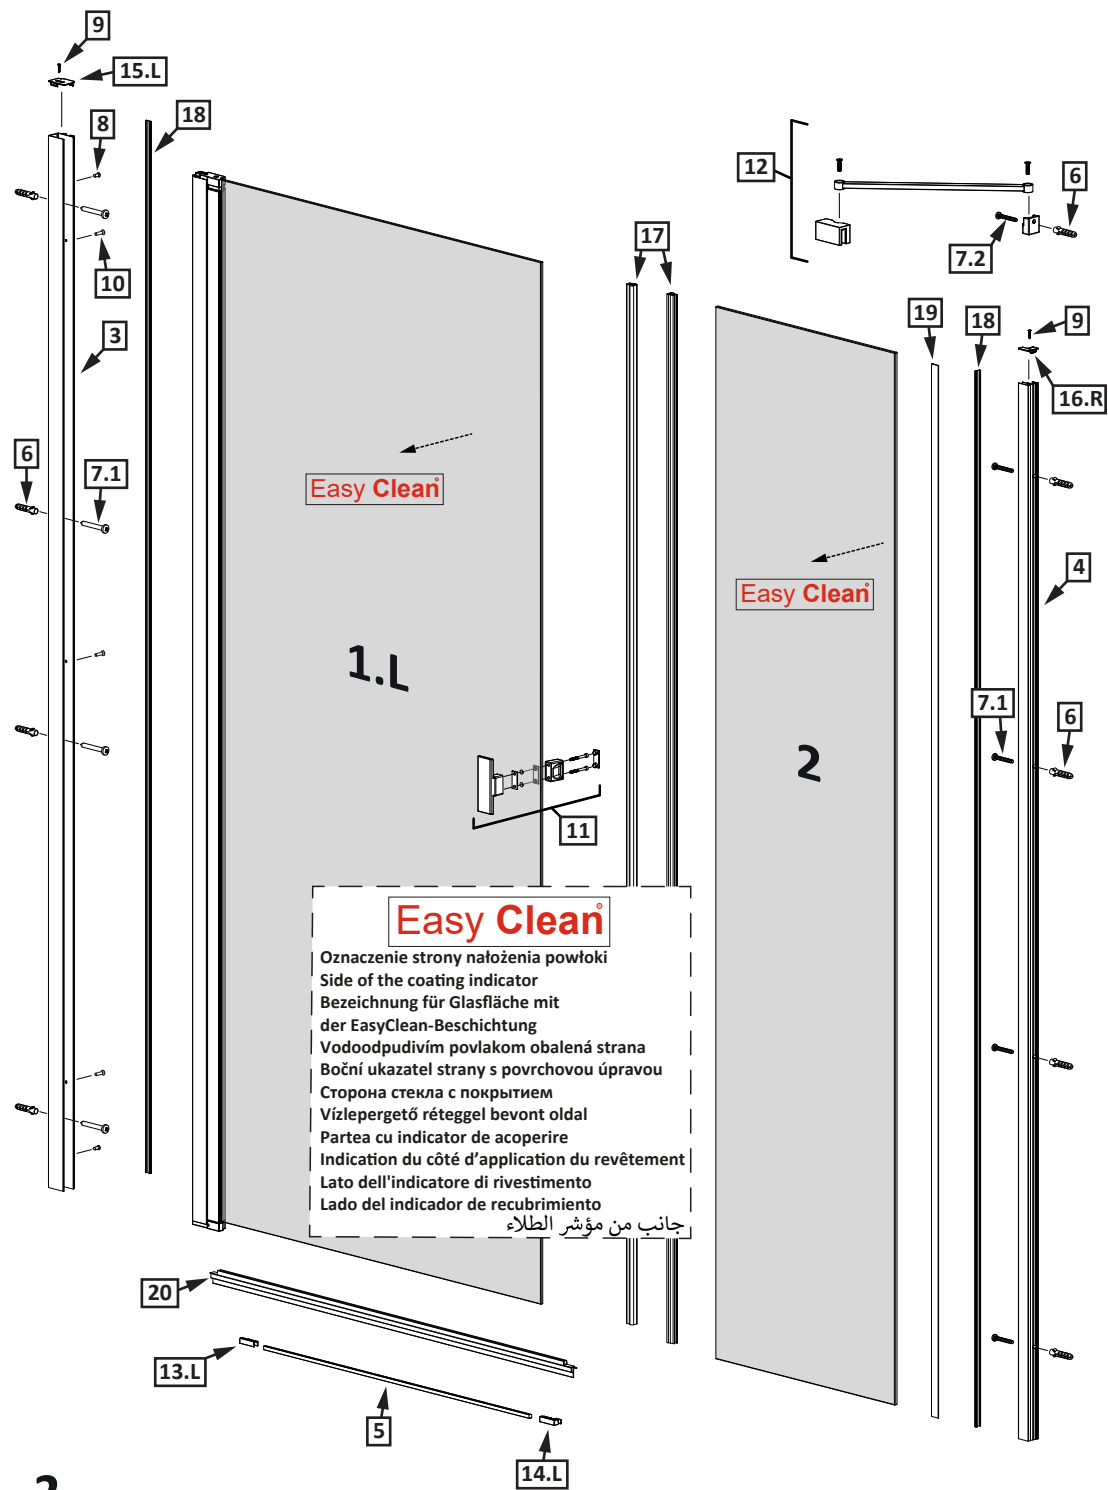 9
15.L
8
18
12
6
7.2
10
17
3
19
18
9
16.R
6
7.1
Easy Clean®
Easy Clean®
4
1.L
7.1
6
2
11
Easy Clean®
Oznaczenie strony nałożenia powłoki
Side of the coating indicator
Bezeichnung für Glasfläche mit
der EasyClean-Beschichtung
Vodoodpudivím povlakom obalená strana
Boční ukazatel strany s povrchovou úpravou
Сторона стекла с покрытием
Vízlepergető réteggel bevont oldal
Partea cu indicator de acoperire
Indication du côté d’application du revêtement
Lato dell'indicatore di rivestimento
Lado del indicador de recubrimiento
جانب من مؤشر الطلاء
20
13.L
5
14.L